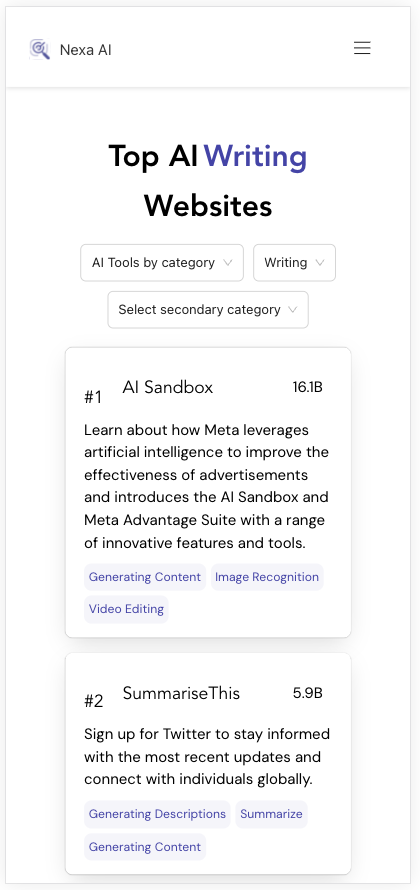 Nexa AI
Top AI Writing
Websites
AI Tools by category
Writing
Select secondary category
#1 AI Sandbox 16.1B
Learn about how Meta leverages
artificial intelligence to improve the
effectiveness of advertisements
and introduces the AI Sandbox and
Meta Advantage Suite with a range
of innovative features and tools.
Generating Content Image Recognition
Video Editing
#2 SummariseThis 5.9B
Sign up for Twitter to stay informed
with the most recent updates and
connect with individuals globally.
Generating Descriptions Summarize
Generating Content